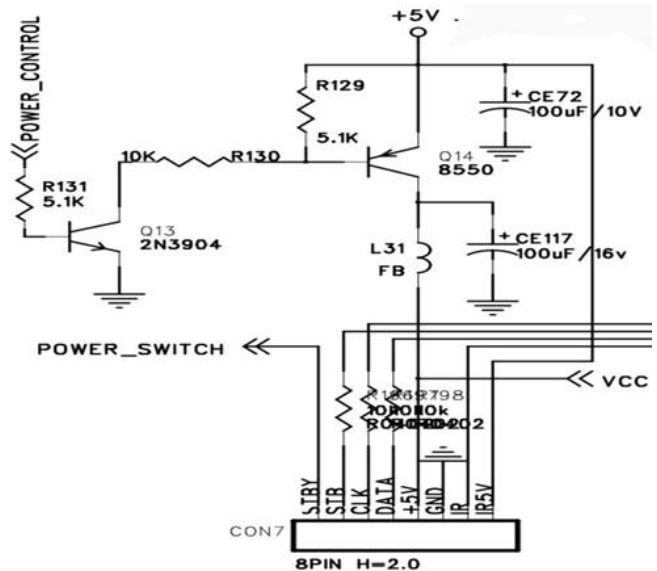 +5V .
POWER_CONTROL
R129
5.1K
CE72
100uF/10V
10K R130
Q14
8550
R131
5.1K
Q13
2N3904
L31
FB
CE117
100uF/16v
POWER_SWITCH
VCC
STBY
STB
CLK
DATA
+5V
GND
IR
IR5V
CON7
8PIN H=2.0